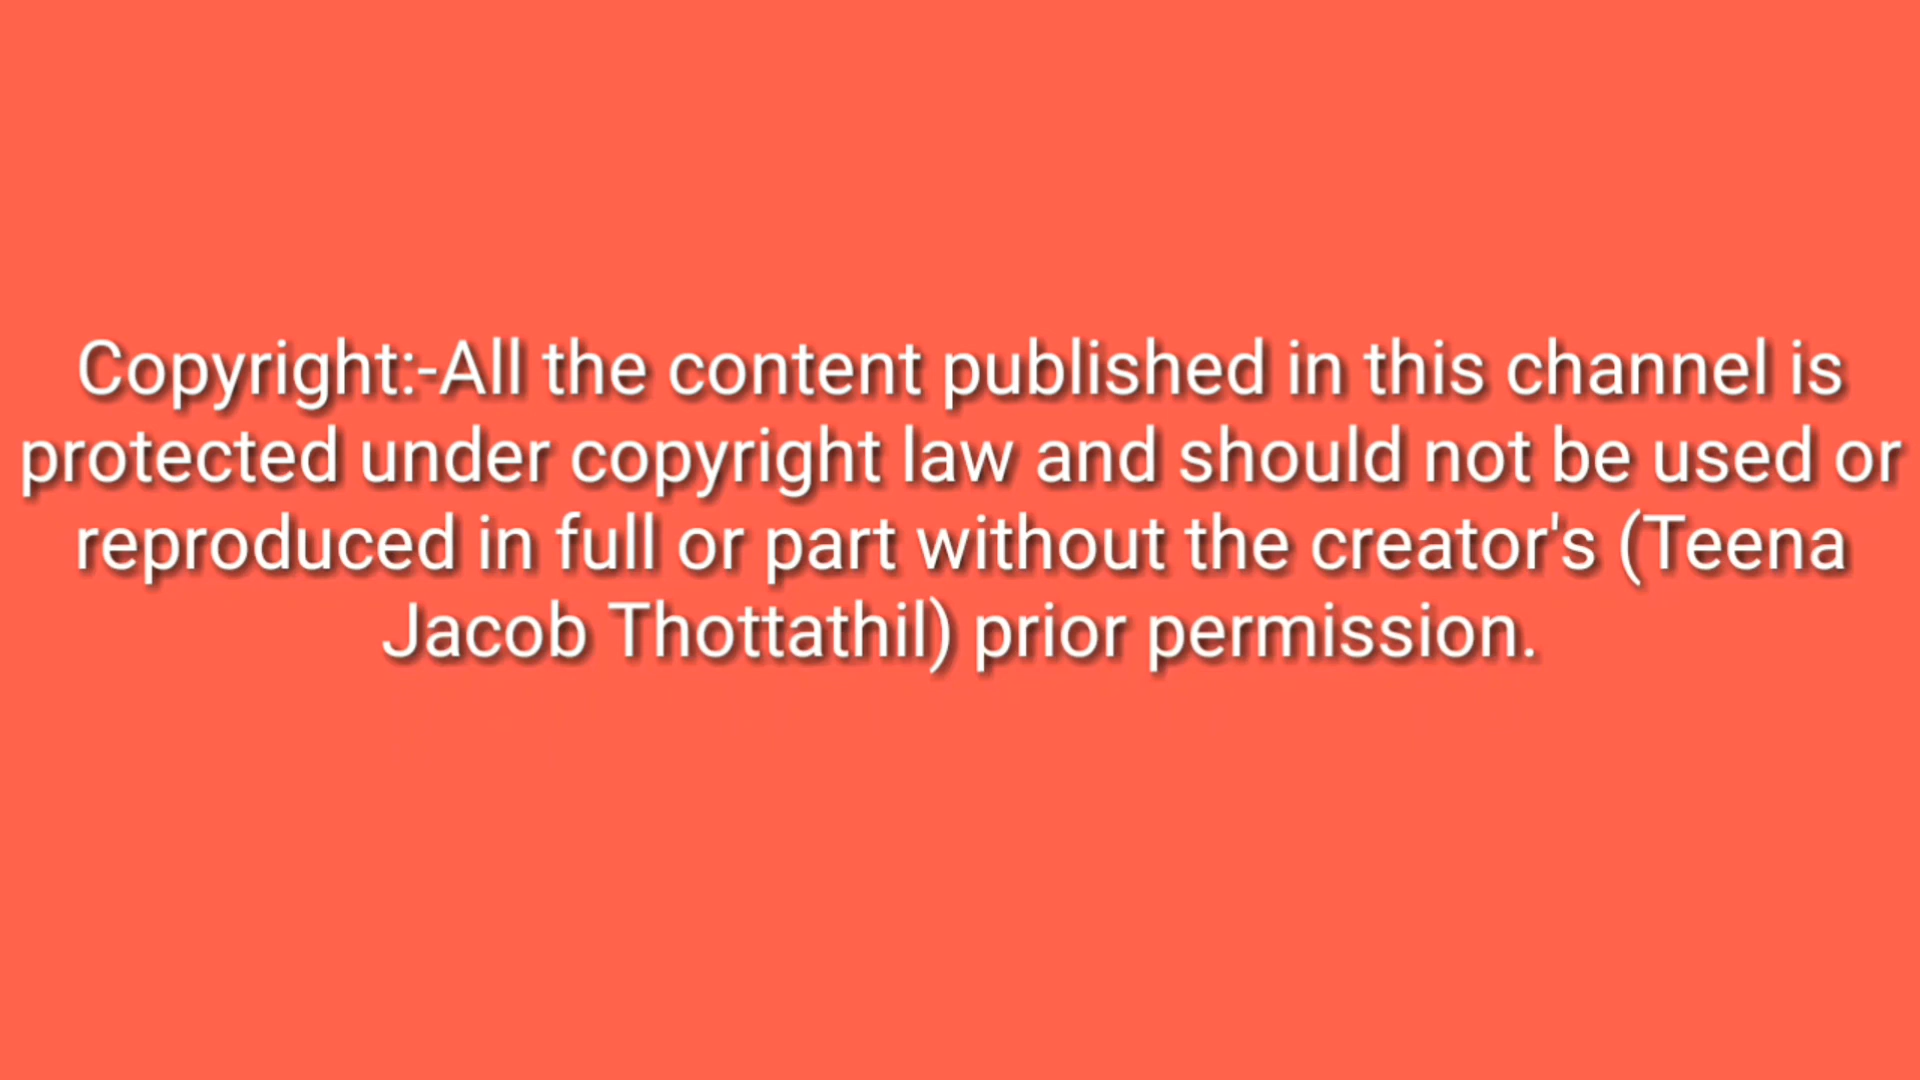 Copyright:-All the content published in this channel is
protected under copyright law and should not be used or
reproduced in full or part without the creator's (Teena
Jacob Thottathil) prior permission.